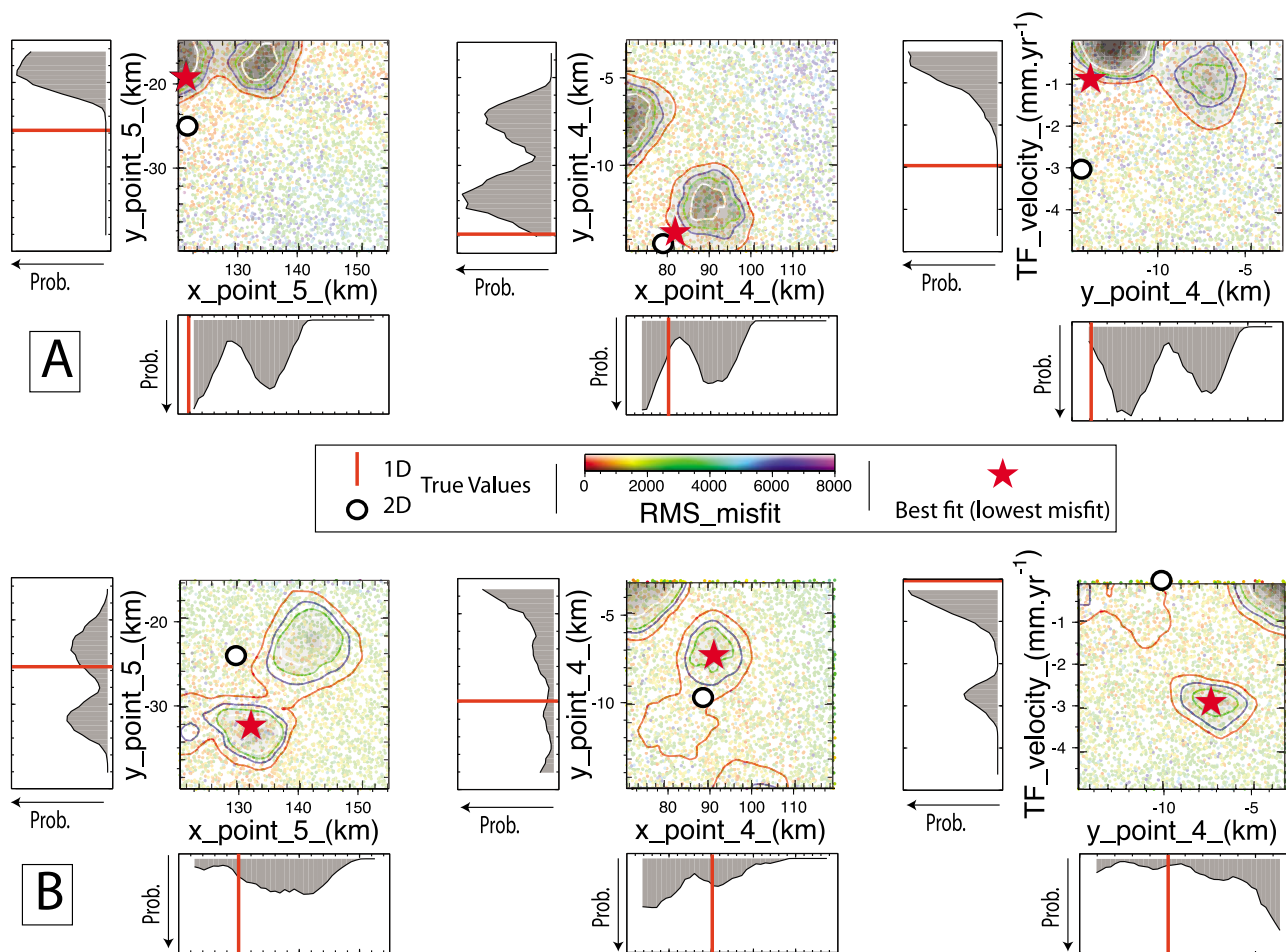 y_point_5_(km)
-20
-30
130 140 150
x_point_5_(km)
Prob.
Prob.
y_point_4_(km)
-5
-10
80 90 100 110
x_point_4_(km)
Prob.
Prob.
TF_velocity_(mm.yr-1)
-1
-2
-3
-4
-10 -5
y_point_4_(km)
Prob.
Prob.
A
1D
2D
True Values
0 2000 4000 6000 8000
RMS_misfit
Best fit (lowest misfit)
y_point_5_(km)
-20
-30
130 140 150
x_point_5_(km)
Prob.
Prob.
y_point_4_(km)
-5
-10
80 90 100 110
x_point_4_(km)
Prob.
Prob.
TF_velocity_(mm.yr-1)
-1
-2
-3
-4
-10 -5
y_point_4_(km)
Prob.
Prob.
B